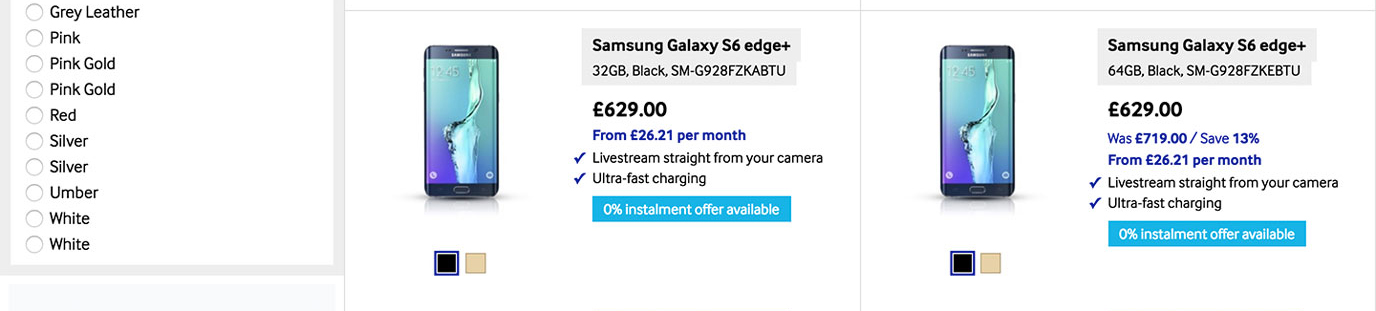 Grey Leather
Pink
Pink Gold
Pink Gold
Red
Silver
Silver
Umber
White
White
SAMSUNG
12:45
Samsung Galaxy S6 edge+
32GB, Black, SM-G928FZKABTU
£629.00
From £26.21 per month
✓ Livestream straight from your camera
✓ Ultra-fast charging
0% instalment offer available
SAMSUNG
12:45
Samsung Galaxy S6 edge+
64GB, Black, SM-G928FZKEBTU
£629.00
Was £719.00 / Save 13%
From £26.21 per month
✓ Livestream straight from your camera
✓ Ultra-fast charging
0% instalment offer available